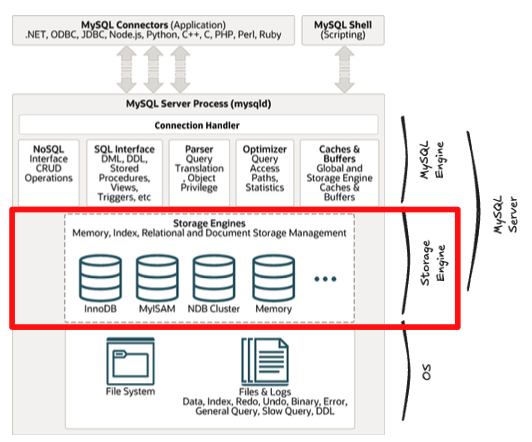 MySQL Connectors (Application)
.NET, ODBC, JDBC, Node.js, Python, C++, C, PHP, Perl, Ruby
MySQL Shell
(Scripting)
MySQL Server Process (mysqld)
Connection Handler
NoSQL
Interface
CRUD
Operations
SQL Interface
DML, DDL,
Stored
Procedures,
Views,
Triggers, etc
Parser
Query
Translation
, Object
Privilege
Optimizer
Query
Access
Paths,
Statistics
Caches &
Buffers
Global and
Storage Engine
Caches &
Buffers
Storage Engines
Memory, Index, Relational and Document Storage Management
InnoDB
MyISAM
NDB Cluster
Memory
...
File System
Files & Logs
Data, Index, Redo, Undo, Binary, Error,
General Query, Slow Query, DDL
MySQL
Engine
Storage
Engine
OS
MySQL
Server